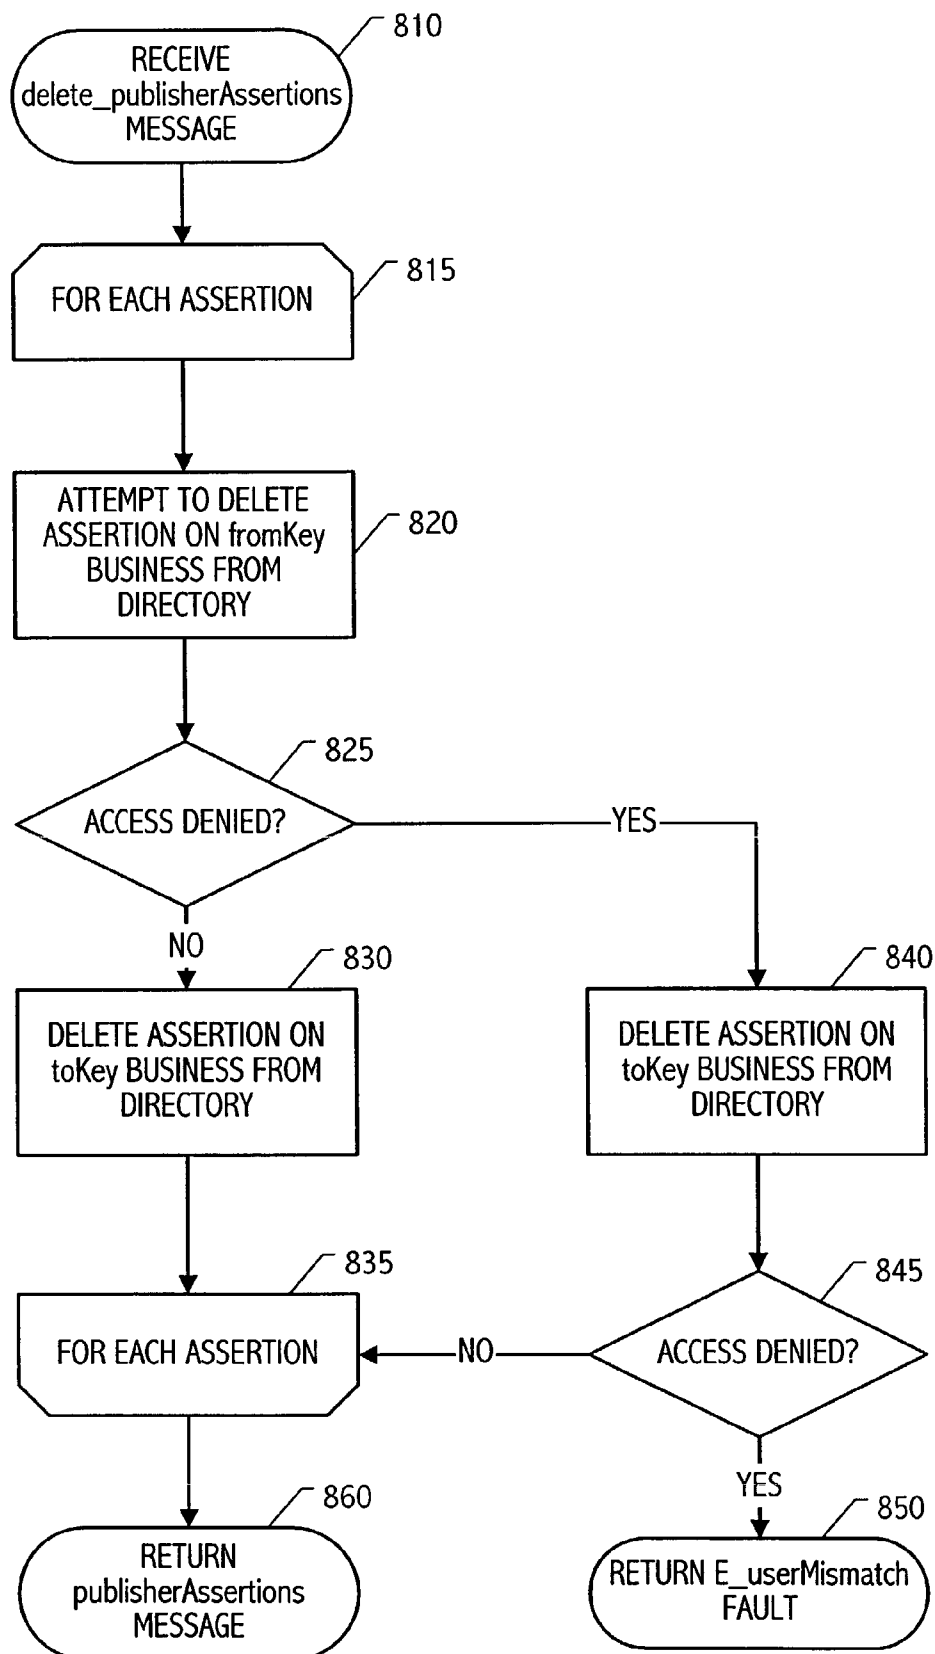 810
RECEIVE
delete_publisherAssertions
MESSAGE
815
FOR EACH ASSERTION
820
ATTEMPT TO DELETE
ASSERTION ON fromKey
BUSINESS FROM
DIRECTORY
825
ACCESS DENIED?
YES
NO
830
DELETE ASSERTION ON
toKey BUSINESS FROM
DIRECTORY
840
DELETE ASSERTION ON
toKey BUSINESS FROM
DIRECTORY
835
FOR EACH ASSERTION
NO
845
ACCESS DENIED?
YES
860
RETURN
publisherAssertions
MESSAGE
850
RETURN E_userMismatch
FAULT